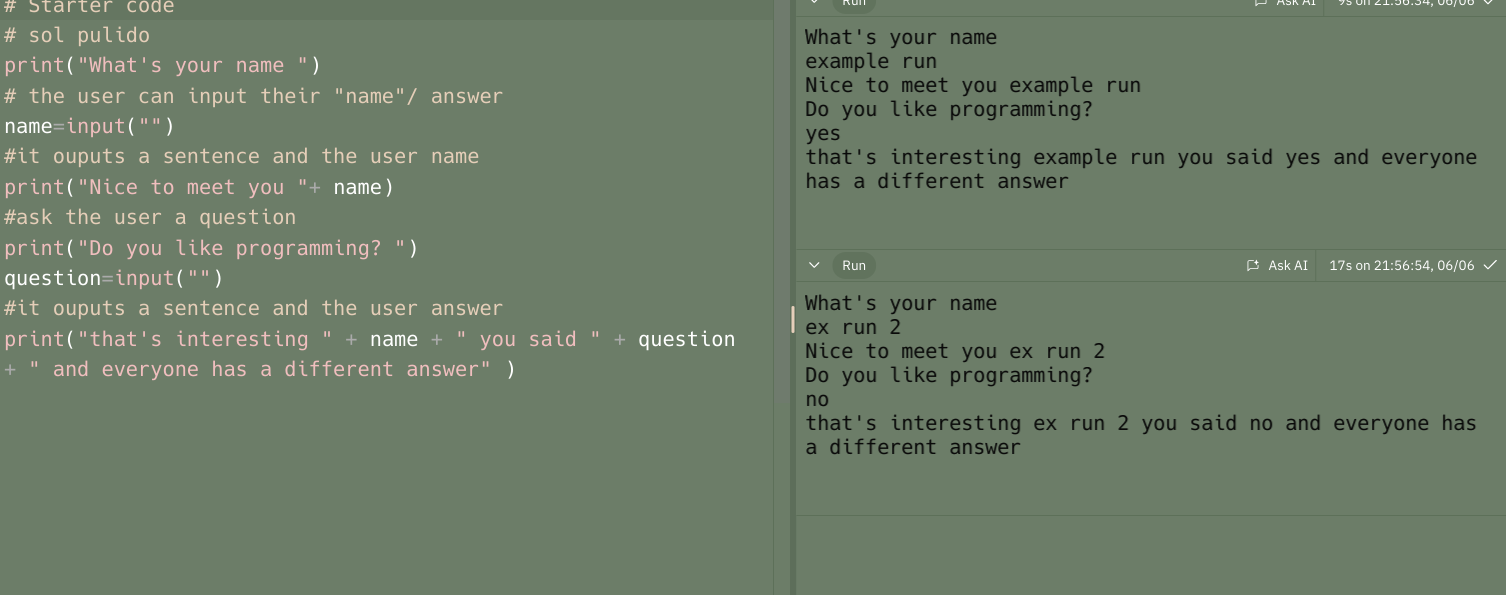 # Starter code
# sol pulido
print("What's your name ")
# the user can input their "name"/ answer
name=input("")
#it ouputs a sentence and the user name
print("Nice to meet you "+ name)
#ask the user a question
print("Do you like programming? ")
question=input("")
#it ouputs a sentence and the user answer
print("that's interesting " + name + " you said " + question
+ " and everyone has a different answer" )
Run
Ask AI
9s on 21:56:34, 06/06
What's your name
example run
Nice to meet you example run
Do you like programming?
yes
that's interesting example run you said yes and everyone
has a different answer
Run
Ask AI
17s on 21:56:54, 06/06
What's your name
ex run 2
Nice to meet you ex run 2
Do you like programming?
no
that's interesting ex run 2 you said no and everyone has
a different answer